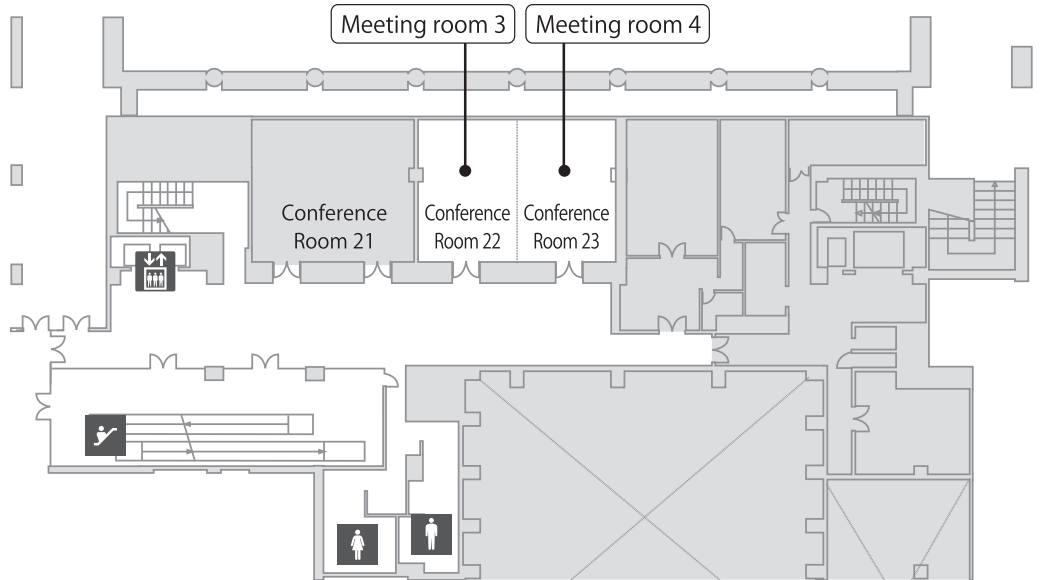 Meeting room 3
Meeting room 4
Conference
Room 21
Conference
Room 22
Conference
Room 23